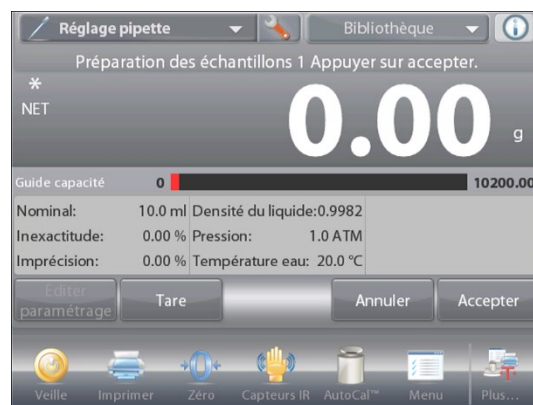 Réglage pipette
Bibliothèque
Préparation des échantillons 1 Appuyer sur accepter.
*
NET
0.00 g
Guide capacité 0 10200.00
Nominal: 10.0 ml Densité du liquide:0.9982
Inexactitude: 0.00 % Pression: 1.0 ATM
Imprécision: 0.00 % Température eau: 20.0 °C
Editer
paramétrage
Tare
Annuler
Accepter
Veille
Imprimer
Zéro
Capteurs IR
AutoCal™
Menu
Plus...